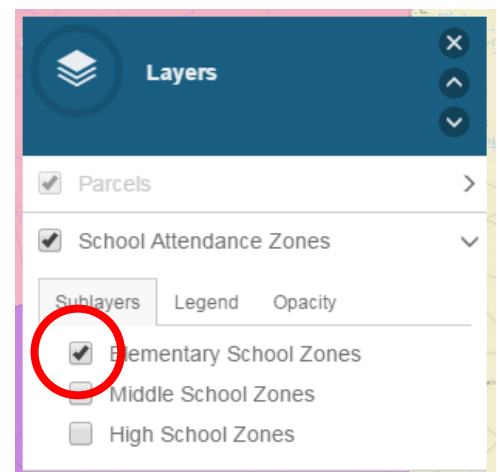 Layers
Parcels
School Attendance Zones
Sublayers Legend Opacity
Elementary School Zones
Middle School Zones
High School Zones